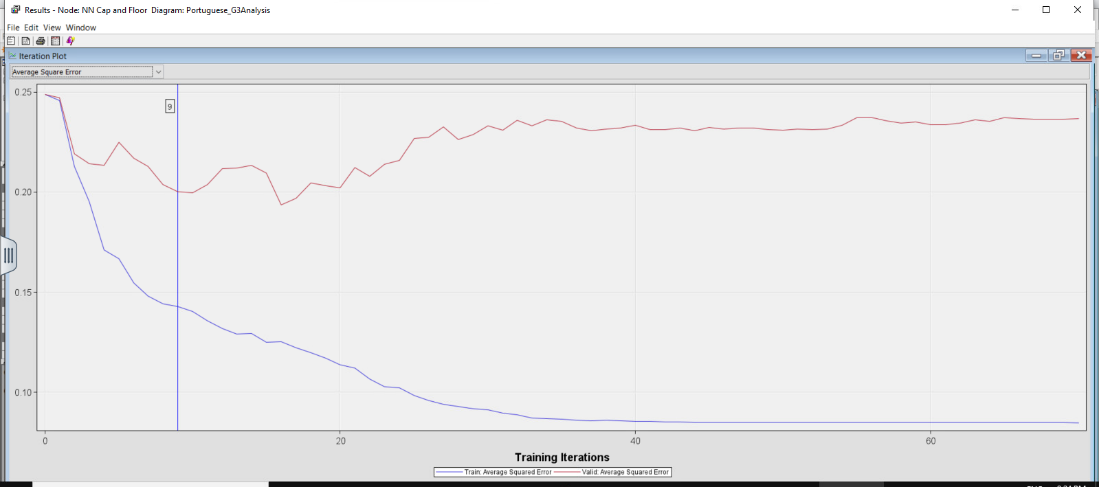 Results - Node: NN Cap and Floor Diagram: Portuguese_G3Analysis
File Edit View Window
Iteration Plot
Average Square Error
0.25
9
0.20
0.15
0.10
0 20 40 60
Training Iterations
Train: Average Squared Error Valid: Average Squared Error